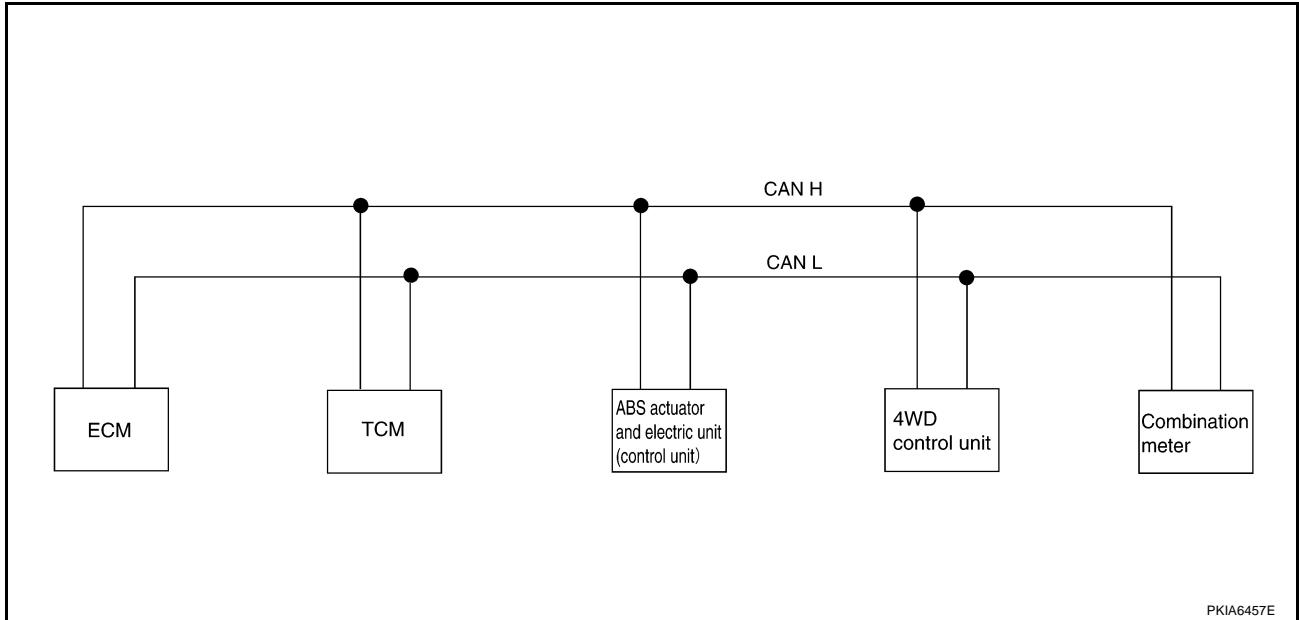 CAN H
CAN L
ECM
TCM
ABS actuator
and electric unit
(control unit)
4WD
control unit
Combination
meter
PKIA6457E